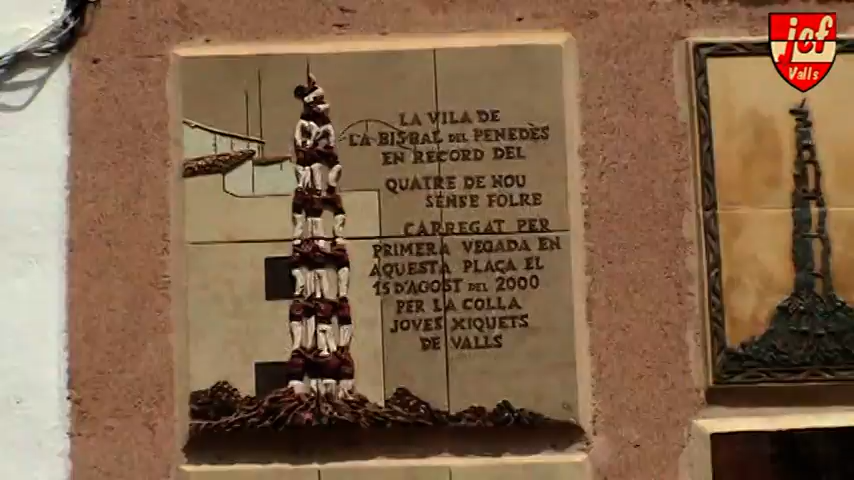 jcf
Valls
LA VILA DE
LA BISBAL DEL PENEDÈS
EN RECORD DEL
QUATRE DE NOU
SENSE FOLRE
CARREGAT PER
PRIMERA VEGADA EN
AQUESTA PLAÇA EL
15 D'AGOST DEL 2000
PER LA COLLA
JOVES XIQUETS
DE VALLS